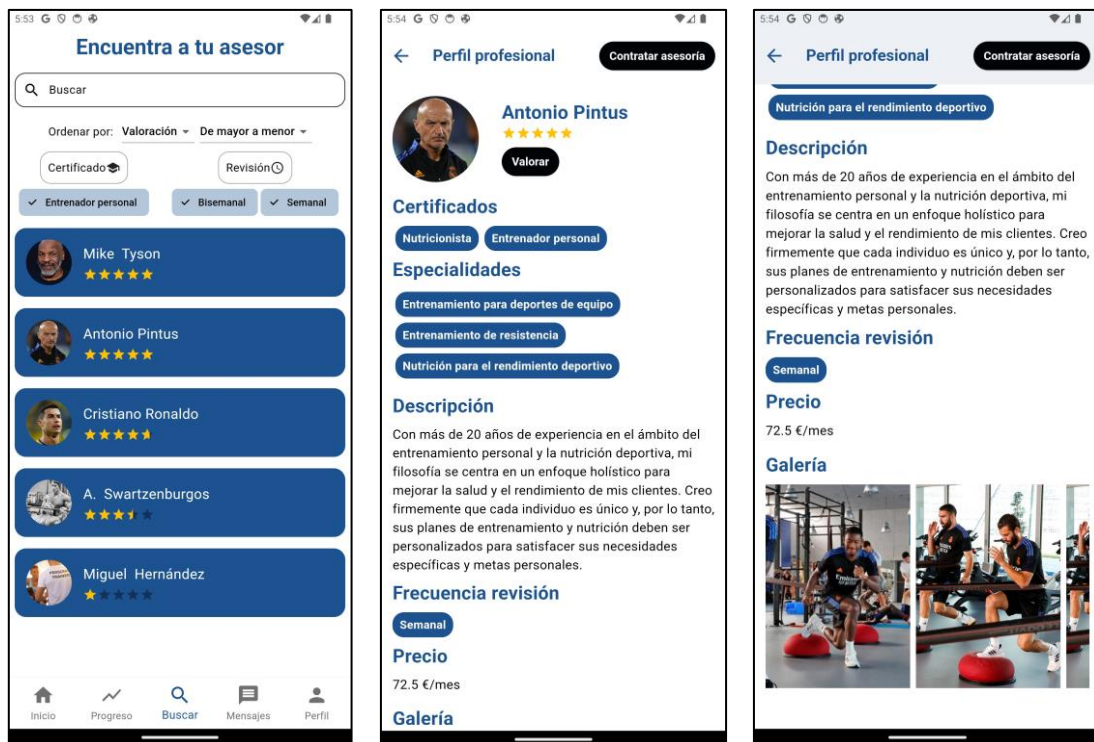 5:53
Encuentra a tu asesor
Buscar
Ordenar por: Valoración De mayor a menor
Certificado Revisión
Entrenador personal Bisemanal Semanal
Mike Tyson
Antonio Pintus
Cristiano Ronaldo
A. Swartzenburgos
Miguel Hernández
Inicio Progreso Buscar Mensajes Perfil
5:54
Perfil profesional Contratar asesoría
Antonio Pintus
Valorar
Certificados
Nutricionista Entrenador personal
Especialidades
Entrenamiento para deportes de equipo
Entrenamiento de resistencia
Nutrición para el rendimiento deportivo
Descripción
Con más de 20 años de experiencia en el ámbito del
entrenamiento personal y la nutrición deportiva, mi
filosofía se centra en un enfoque holístico para
mejorar la salud y el rendimiento de mis clientes. Creo
firmemente que cada individuo es único y, por lo tanto,
sus planes de entrenamiento y nutrición deben ser
personalizados para satisfacer sus necesidades
específicas y metas personales.
Frecuencia revisión
Semanal
Precio
72.5 €/mes
Galería
5:54
Perfil profesional Contratar asesoría
Nutrición para el rendimiento deportivo
Descripción
Con más de 20 años de experiencia en el ámbito del
entrenamiento personal y la nutrición deportiva, mi
filosofía se centra en un enfoque holístico para
mejorar la salud y el rendimiento de mis clientes. Creo
firmemente que cada individuo es único y, por lo tanto,
sus planes de entrenamiento y nutrición deben ser
personalizados para satisfacer sus necesidades
específicas y metas personales.
Frecuencia revisión
Semanal
Precio
72.5 €/mes
Galería